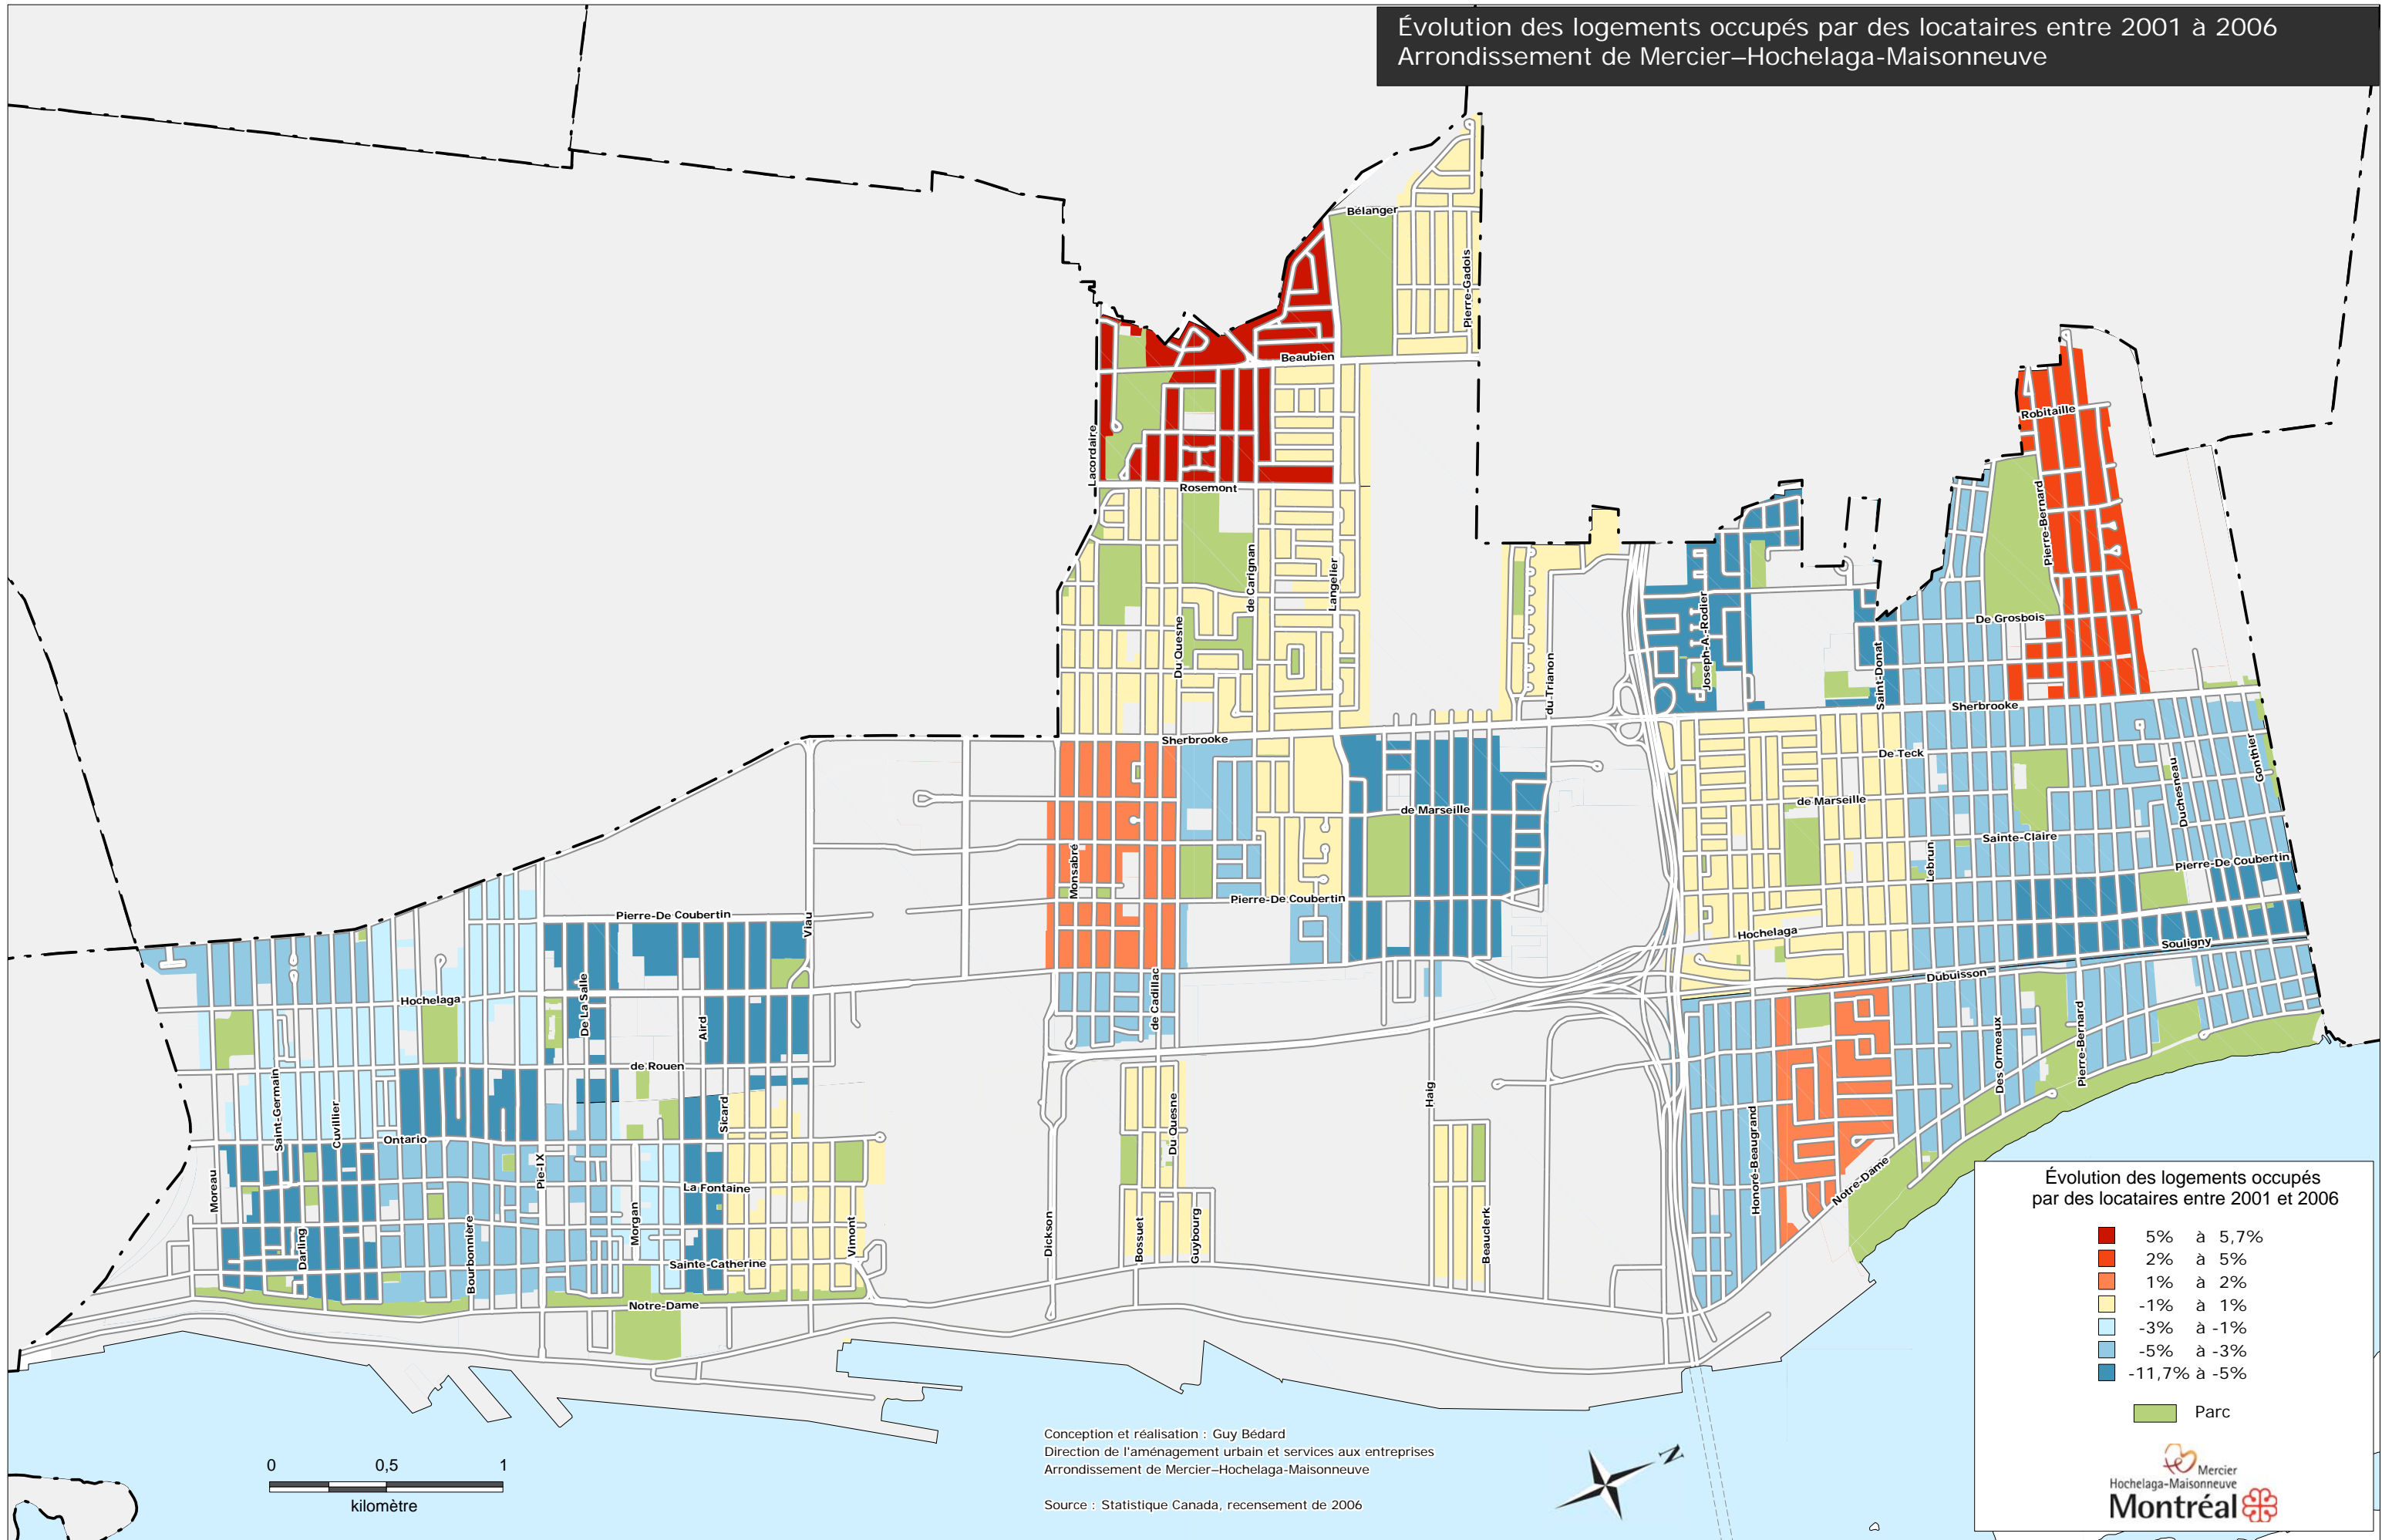 Évolution des logements occupés par des locataires entre 2001 à 2006
Arrondissement de Mercier–Hochelaga-Maisonneuve
Bélanger
Pierre-Gadois
Beaubien
Lacordaire
Rosemont
de Carignan
Langelier
Du Quesne
Sherbrooke
du Trianon
Joseph-A.-Rodier
Saint-Donat
Robitaille
Pierre-Bernard
De Grosbois
Sherbrooke
De Teck
Gonthier
Duchesneau
de Marseille
de Marseille
Sainte-Claire
Lebrun
Pierre-De Coubertin
Monsabré
Pierre-De Coubertin
Pierre-De Coubertin
Viau
Hochelaga
Souligny
Dubuisson
Hochelaga
De La Salle
Aird
de Cadillac
de Rouen
Saint-Germain
Cuvillier
Ontario
Sicard
Du Quesne
Haig
Des Ormeaux
Pierre-Bernard
Honoré-Beaugrand
Moreau
Pie-IX
La Fontaine
Morgan
Darling
Bourbonnière
Vimont
Sainte-Catherine
Notre-Dame
Dickson
Bossuet
Guybourg
Beauclerk
Notre-Dame
Évolution des logements occupés
par des locataires entre 2001 et 2006
5% à 5,7%
2% à 5%
1% à 2%
-1% à 1%
-3% à -1%
-5% à -3%
-11,7% à -5%
Parc
Mercier
Hochelaga-Maisonneuve
Montréal
0 0,5 1
kilomètre
Conception et réalisation : Guy Bédard
Direction de l'aménagement urbain et services aux entreprises
Arrondissement de Mercier–Hochelaga-Maisonneuve
Source : Statistique Canada, recensement de 2006
N